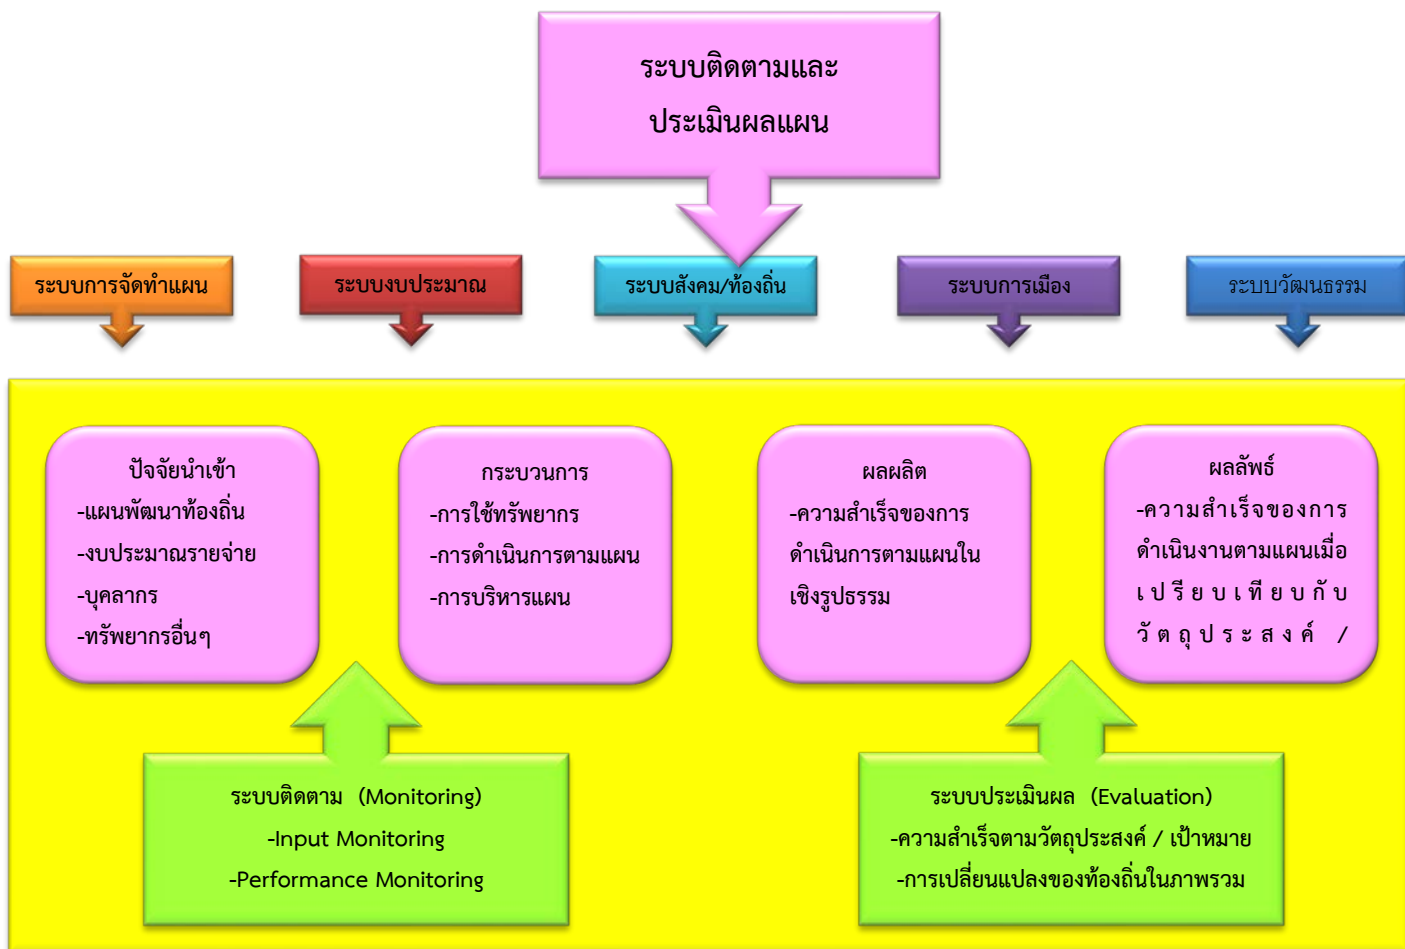 ระบบติดตามและ
ประเมินผลแผน
ระบบการจัดทำแผน
ระบบงบประมาณ
ระบบสังคม/ท้องถิ่น
ระบบการเมือง
ระบบวัฒนธรรม
ปัจจัยนำเข้า
-แผนพัฒนาท้องถิ่น
-งบประมาณรายจ่าย
-บุคลากร
-ทรัพยากรอื่นๆ
กระบวนการ
-การใช้ทรัพยากร
-การดำเนินการตามแผน
-การบริหารแผน
ผลผลิต
-ความสำเร็จของการ
ดำเนินการตามแผนใน
เชิงรูปธรรม
ผลลัพธ์
-ความสำเร็จของการ
ดำเนินงานตามแผนเมื่อ
เปรียบเทียบกับ
วัตถุประสงค์ /
ระบบติดตาม (Monitoring)
-Input Monitoring
-Performance Monitoring
ระบบประเมินผล (Evaluation)
-ความสำเร็จตามวัตถุประสงค์ / เป้าหมาย
-การเปลี่ยนแปลงของท้องถิ่นในภาพรวม